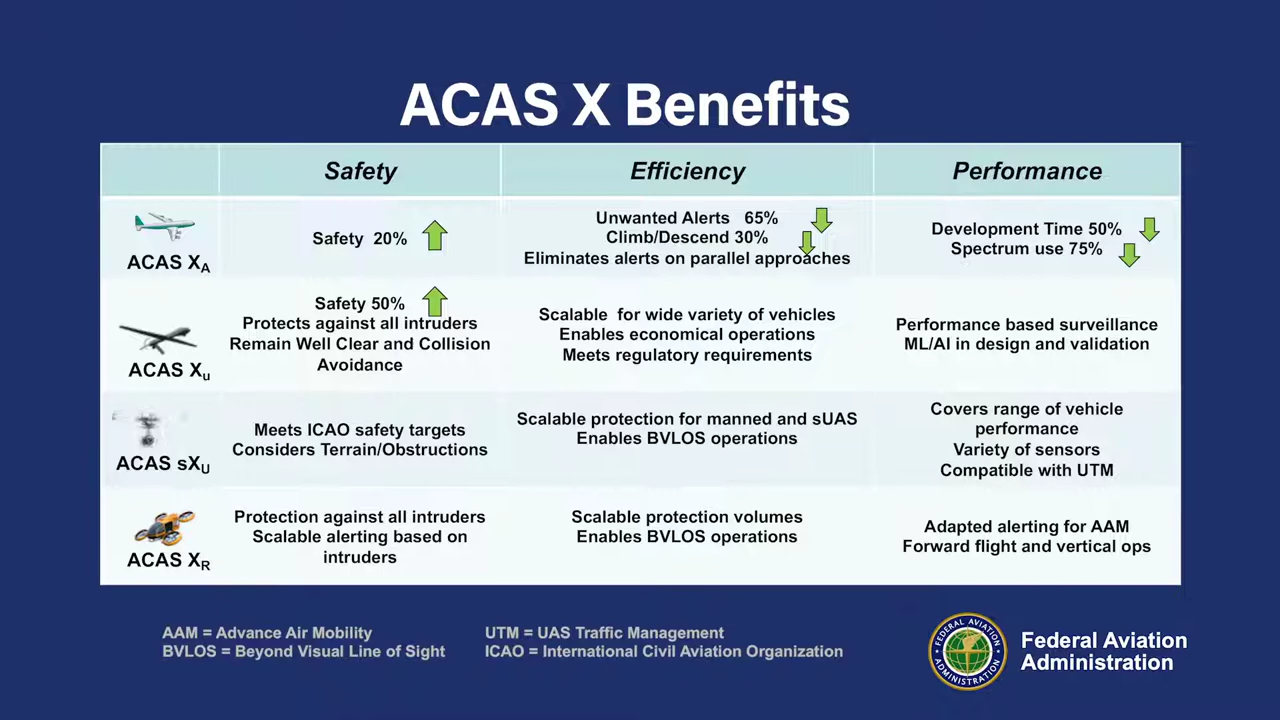 ACAS X Benefits
Safety
Efficiency
Performance
ACAS XA
Safety 20%
Unwanted Alerts 65%
Climb/Descend 30%
Eliminates alerts on parallel approaches
Development Time 50%
Spectrum use 75%
ACAS Xu
Safety 50%
Protects against all intruders
Remain Well Clear and Collision
Avoidance
Scalable for wide variety of vehicles
Enables economical operations
Meets regulatory requirements
Performance based surveillance
ML/AI in design and validation
ACAS sXU
Meets ICAO safety targets
Considers Terrain/Obstructions
Scalable protection for manned and sUAS
Enables BVLOS operations
Covers range of vehicle
performance
Variety of sensors
Compatible with UTM
ACAS XR
Protection against all intruders
Scalable alerting based on
intruders
Scalable protection volumes
Enables BVLOS operations
Adapted alerting for AAM
Forward flight and vertical ops
AAM = Advance Air Mobility
BVLOS = Beyond Visual Line of Sight
UTM = UAS Traffic Management
ICAO = International Civil Aviation Organization
FEDERAL AVIATION
ADMINISTRATION
Federal Aviation
Administration